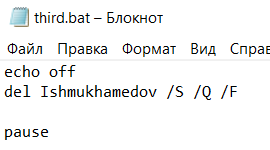 third.bat – Блокнот
Файл Правка Формат Вид Справ
echo off
del Ishmukhamedov /S /Q /F
pause